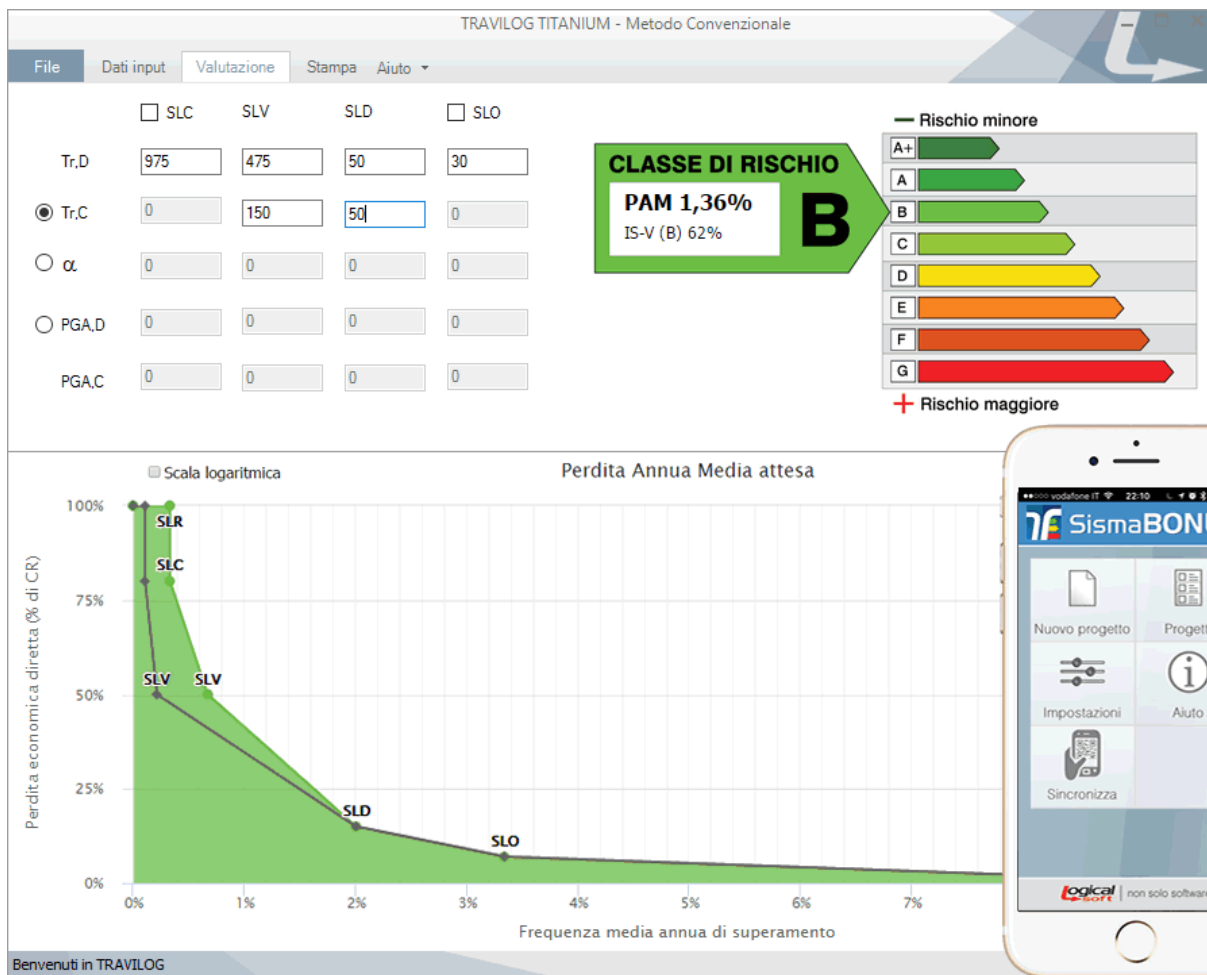 TRAVILOG TITANIUM - Metodo Convenzionale
File Dati input Valutazione Stampa Aiuto
SLC SLV SLD SLO
Tr,D 975 475 50 30
Tr,C 0 150 50 0
α 0 0 0 0
PGA,D 0 0 0 0
PGA,C 0 0 0 0
CLASSE DI RISCHIO
PAM 1,36%
IS-V (B) 62%
B
Rischio minore
A+
A
B
C
D
E
F
G
Rischio maggiore
Scala logaritmica
Perdita Annua Media attesa
Perdita economica diretta (% di CR)
100%
75%
50%
25%
0%
SLR
SLC
SLV SLV
SLD
SLO
0% 1% 2% 3% 4% 5% 6% 7%
Frequenza media annua di superamento
vodafone IT 22:10
SismaBONU
Nuovo progetto Progett
Impostazioni Aiuto
Sincronizza
Logical soft non solo software
Benvenuti in TRAVILOG